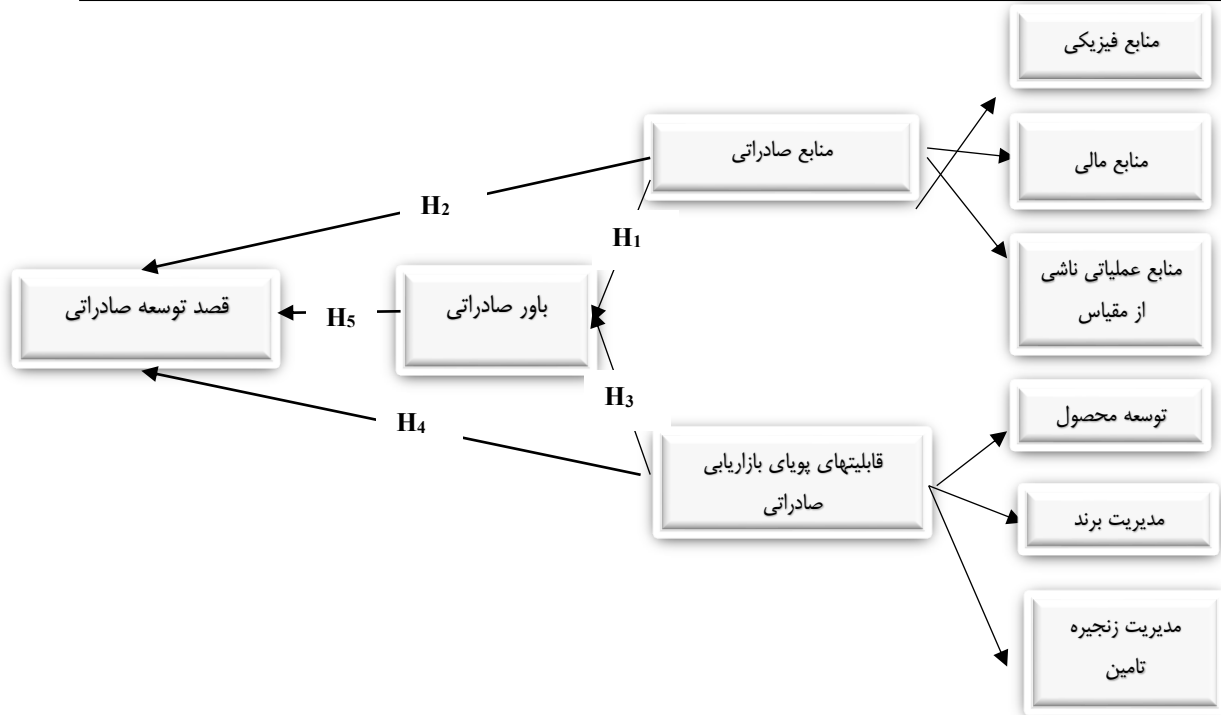 منابع فیزیکی
منابع صادراتی
منابع مالی
H2
H1
منابع عملیاتی ناشی
از مقیاس
قصد توسعه صادراتی
H5
باور صادراتی
H3
H4
توسعه محصول
قابلیتهای پویای بازاریابی
صادراتی
مدیریت برند
مدیریت زنجیره
تامین